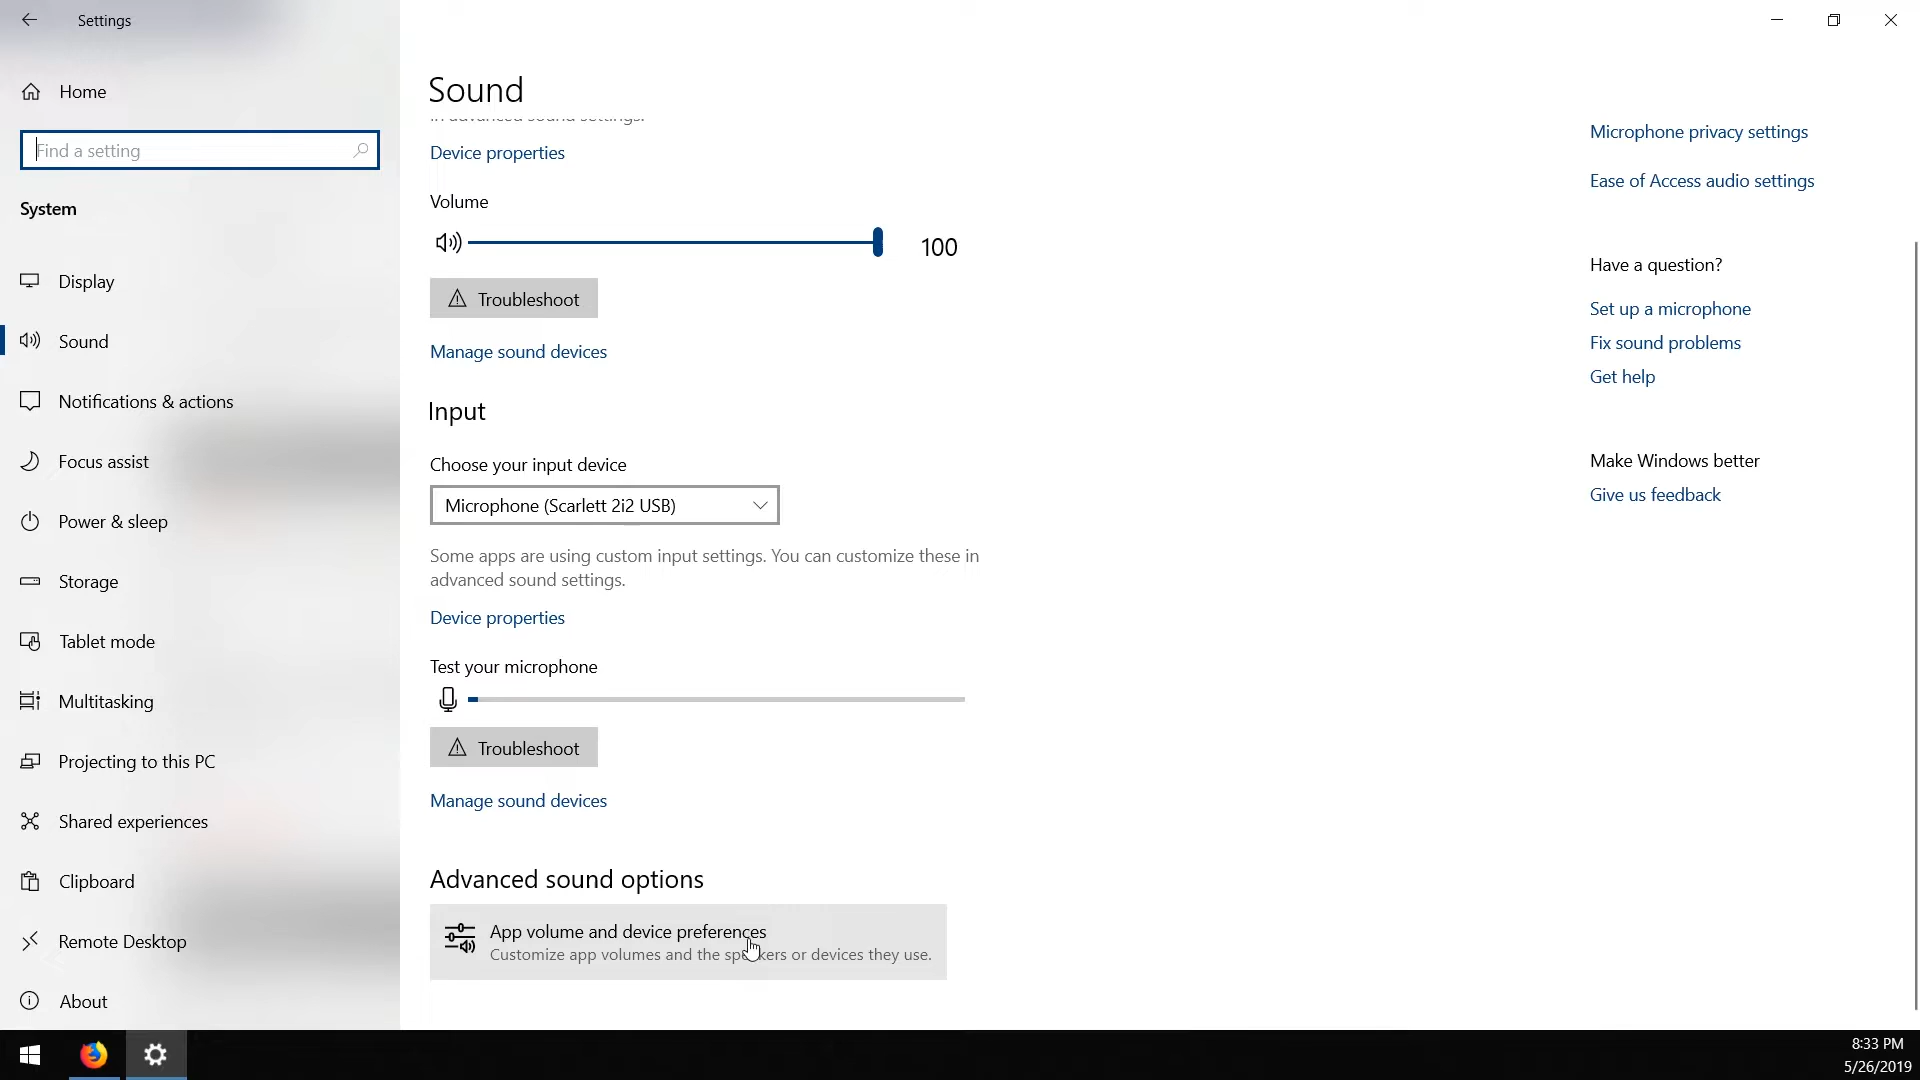 Settings
Home
Find a setting
System
Display
Sound
Notifications & actions
Focus assist
Power & sleep
Storage
Tablet mode
Multitasking
Projecting to this PC
Shared experiences
Clipboard
Remote Desktop
About
Sound
in advanced sound settings.
Device properties
Volume
100
Troubleshoot
Manage sound devices
Input
Choose your input device
Microphone (Scarlett 2i2 USB)
Some apps are using custom input settings. You can customize these in
advanced sound settings.
Device properties
Test your microphone
Troubleshoot
Manage sound devices
Advanced sound options
App volume and device preferences
Customize app volumes and the speakers or devices they use.
Microphone privacy settings
Ease of Access audio settings
Have a question?
Set up a microphone
Fix sound problems
Get help
Make Windows better
Give us feedback
8:33 PM
5/26/2019